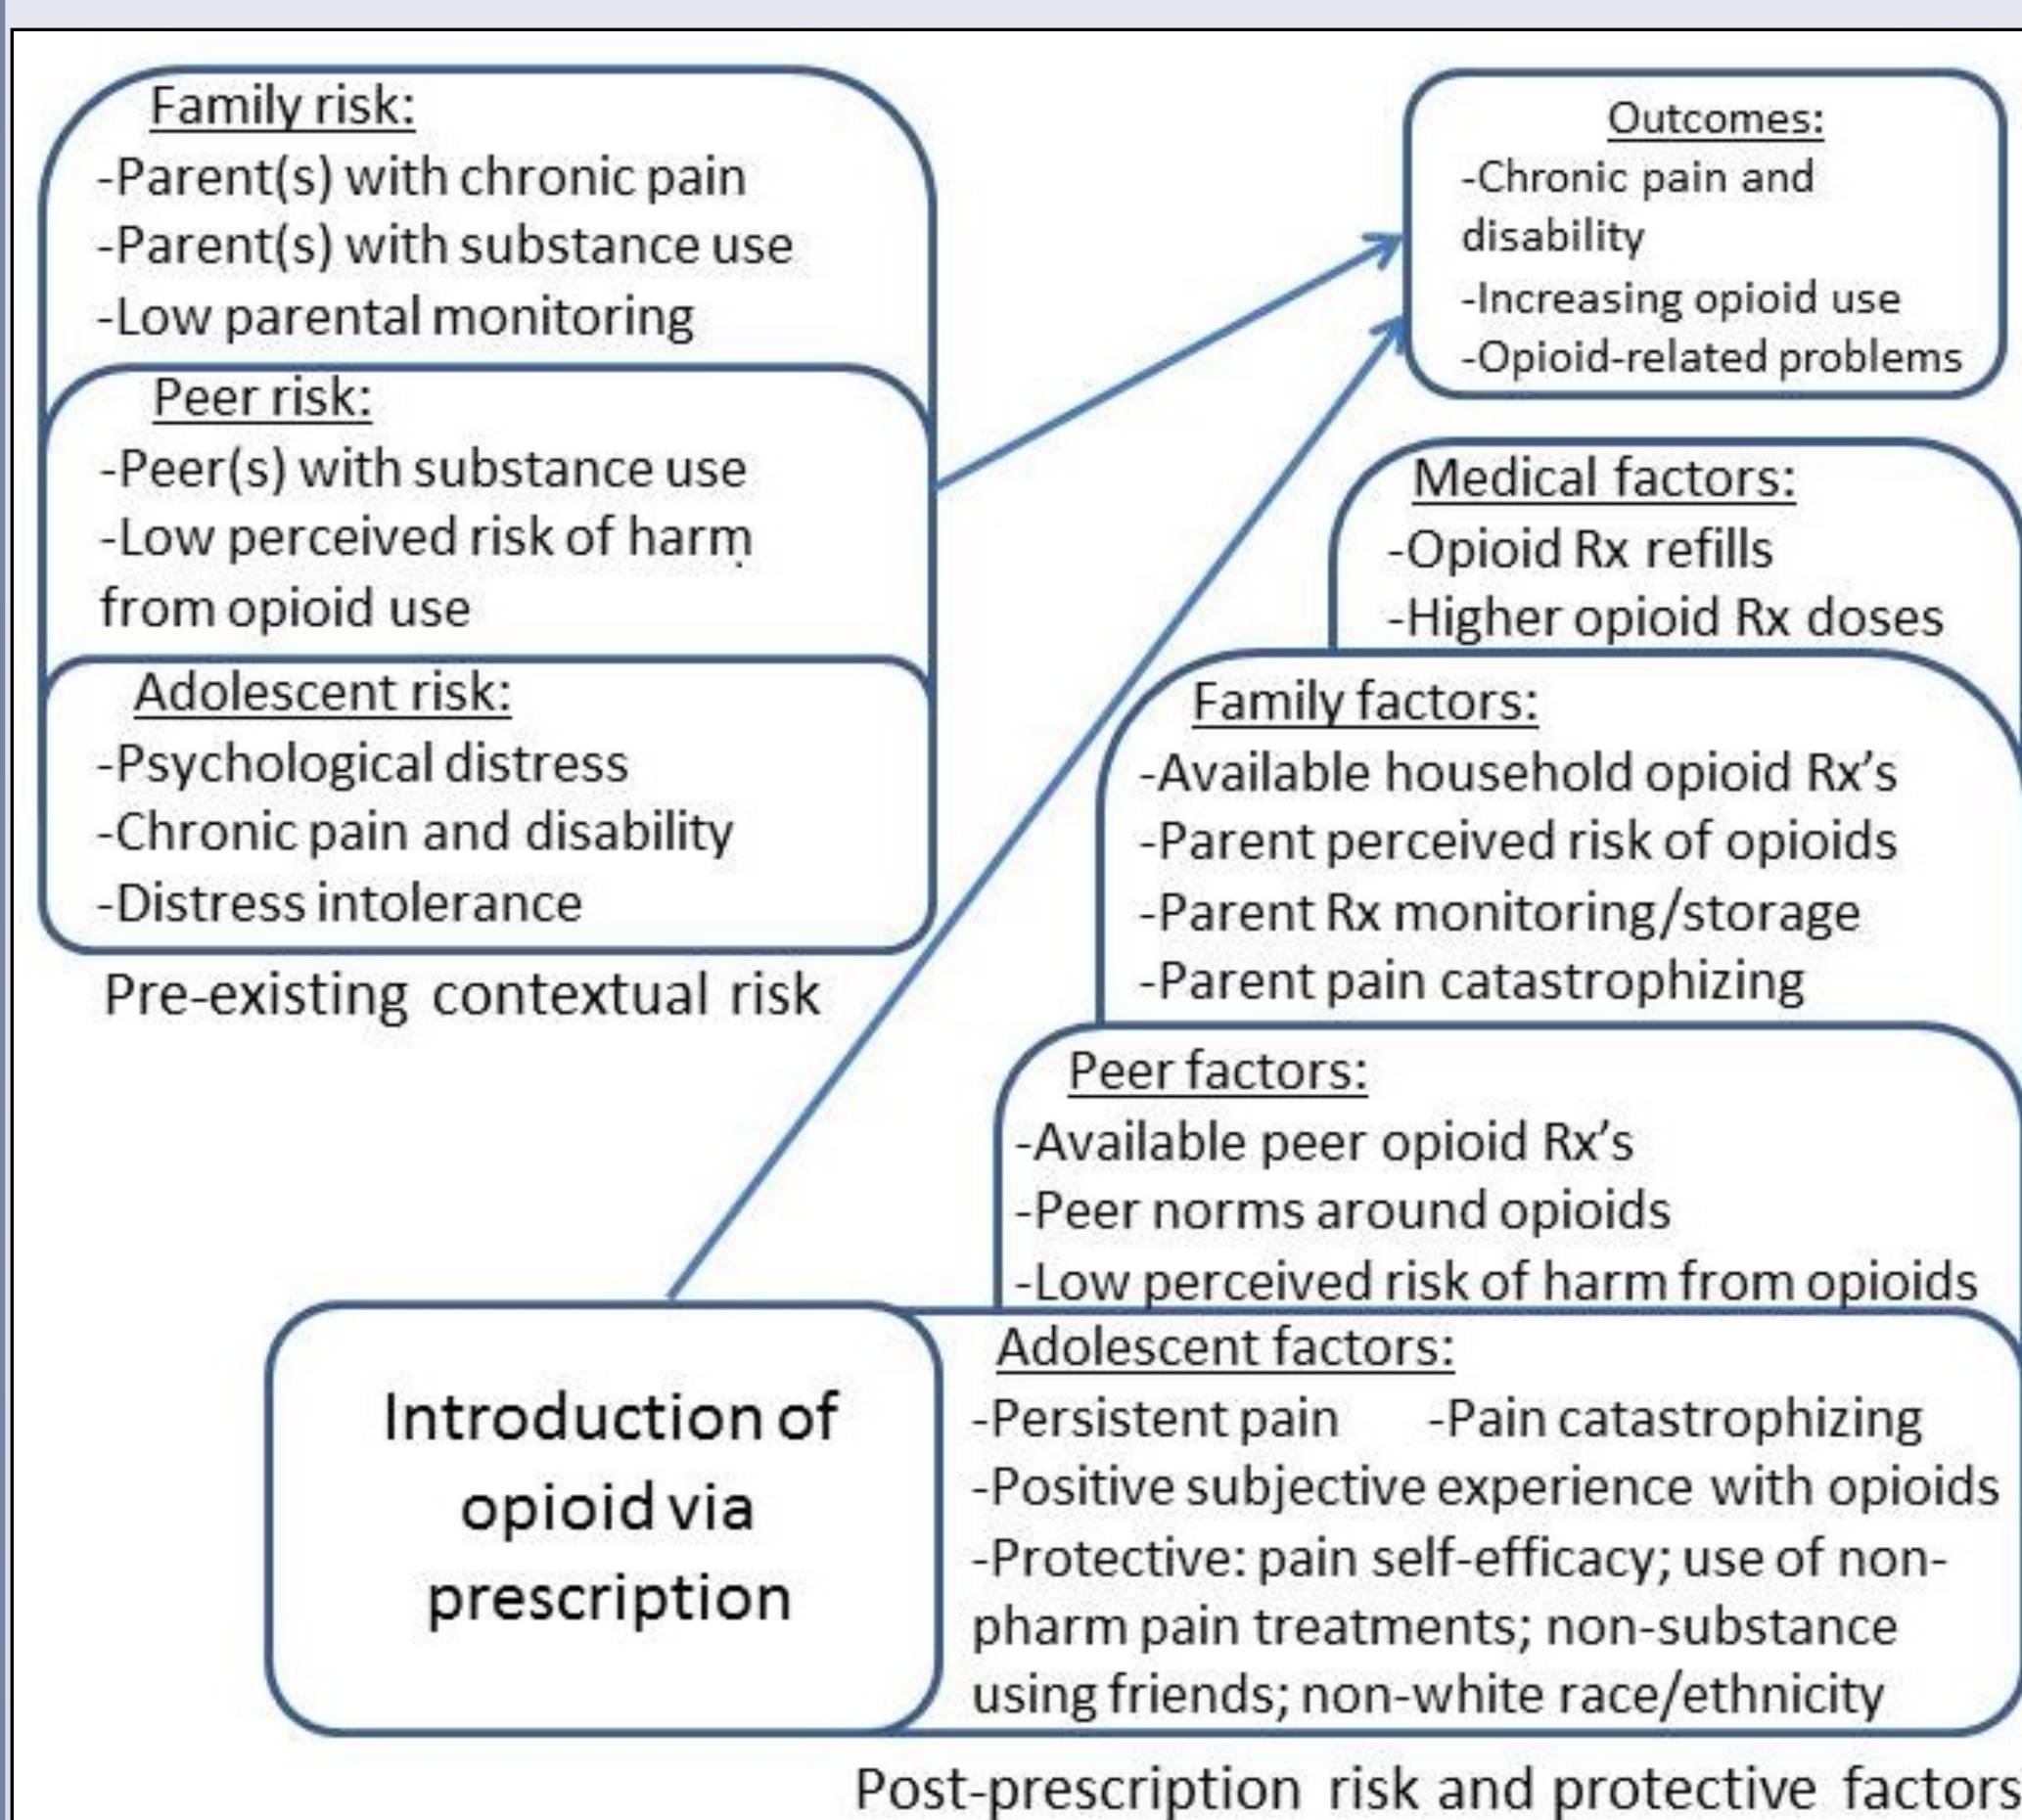 Family risk:
-Parent(s) with chronic pain
-Parent(s) with substance use
-Low parental monitoring
Peer risk:
-Peer(s) with substance use
-Low perceived risk of harm
from opioid use
Adolescent risk:
-Psychological distress
-Chronic pain and disability
-Distress intolerance
Pre-existing contextual risk
Outcomes:
-Chronic pain and
disability
-Increasing opioid use
-Opioid-related problems
Medical factors:
-Opioid Rx refills
-Higher opioid Rx doses
Family factors:
-Available household opioid Rx’s
-Parent perceived risk of opioids
-Parent Rx monitoring/storage
-Parent pain catastrophizing
Peer factors:
-Available peer opioid Rx’s
-Peer norms around opioids
-Low perceived risk of harm from opioids
Introduction of
opioid via
prescription
Adolescent factors:
-Persistent pain -Pain catastrophizing
-Positive subjective experience with opioids
-Protective: pain self-efficacy; use of non-
pharm pain treatments; non-substance
using friends; non-white race/ethnicity
Post-prescription risk and protective factors